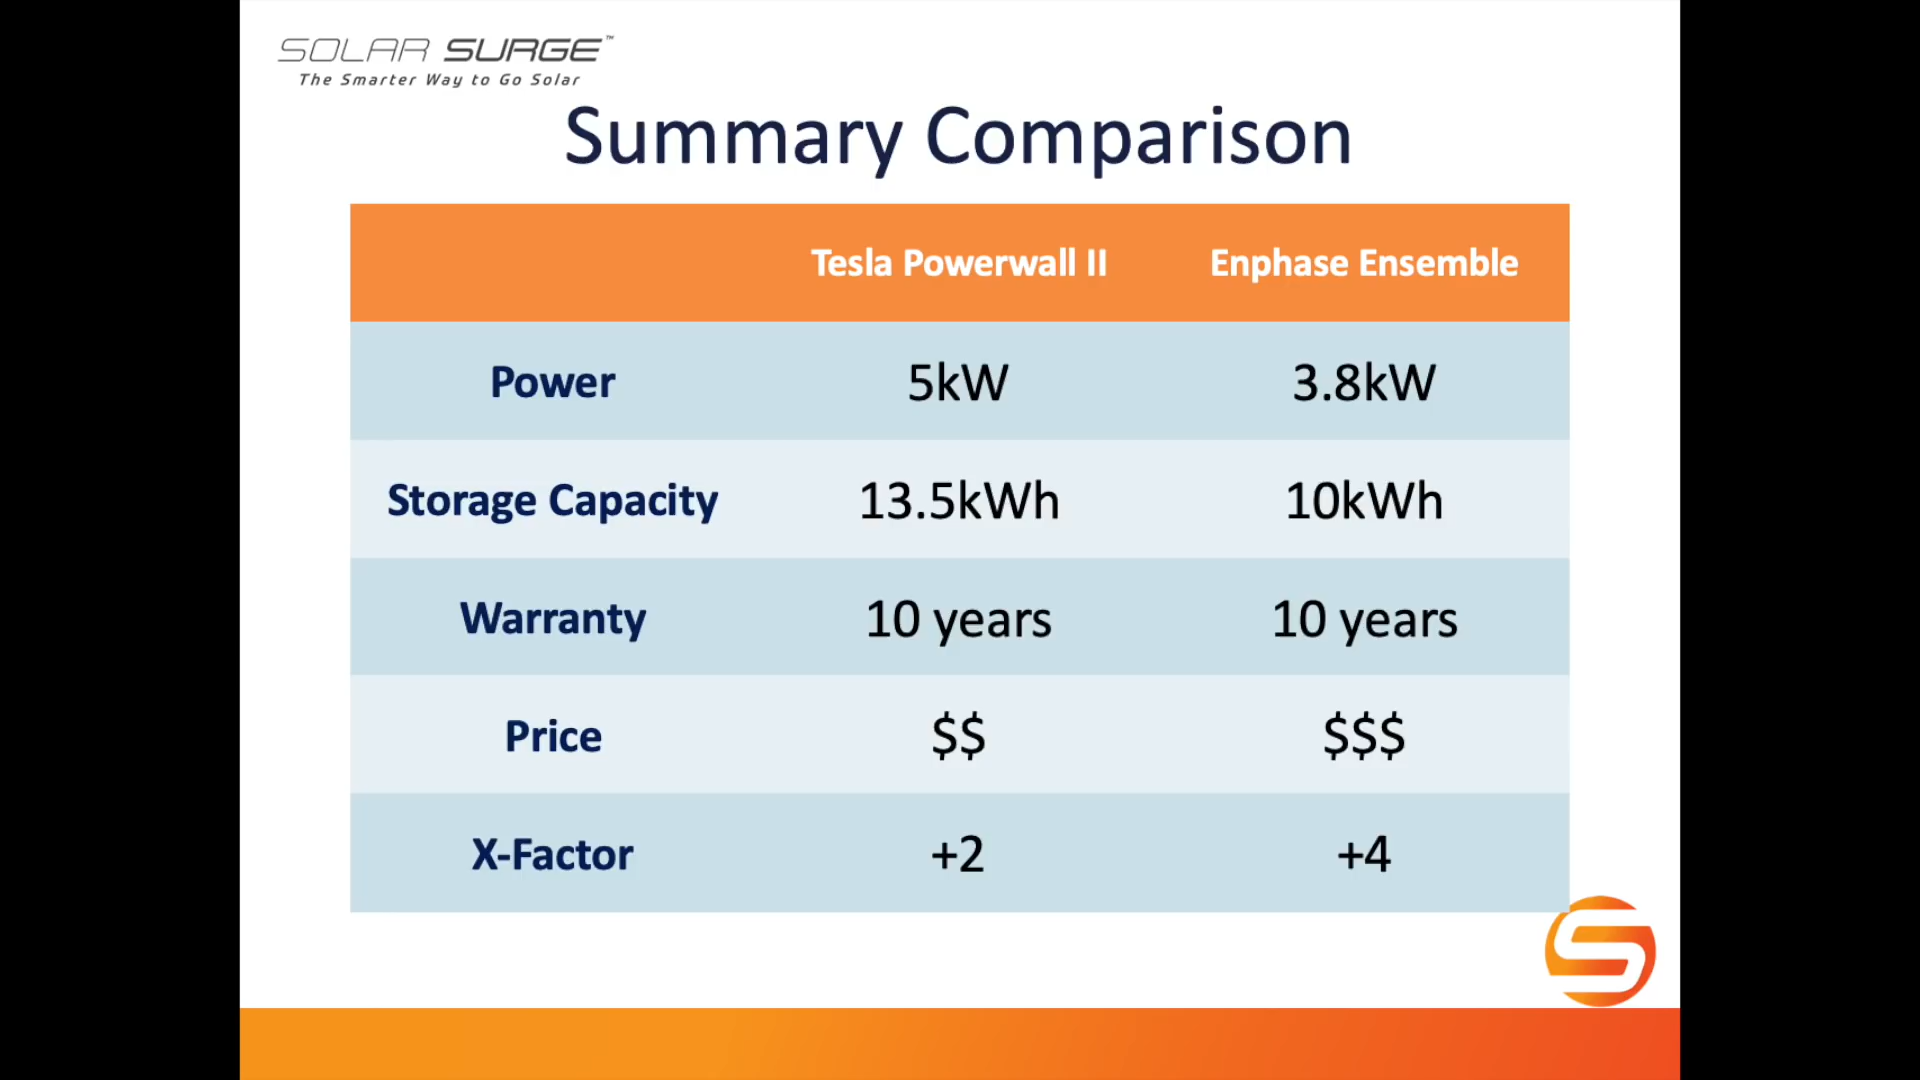 SOLAR SURGE™
The Smarter Way to Go Solar
Summary Comparison
Tesla Powerwall II Enphase Ensemble
Power 5kW 3.8kW
Storage Capacity 13.5kWh 10kWh
Warranty 10 years 10 years
Price $$ $$$
X-Factor +2 +4
S